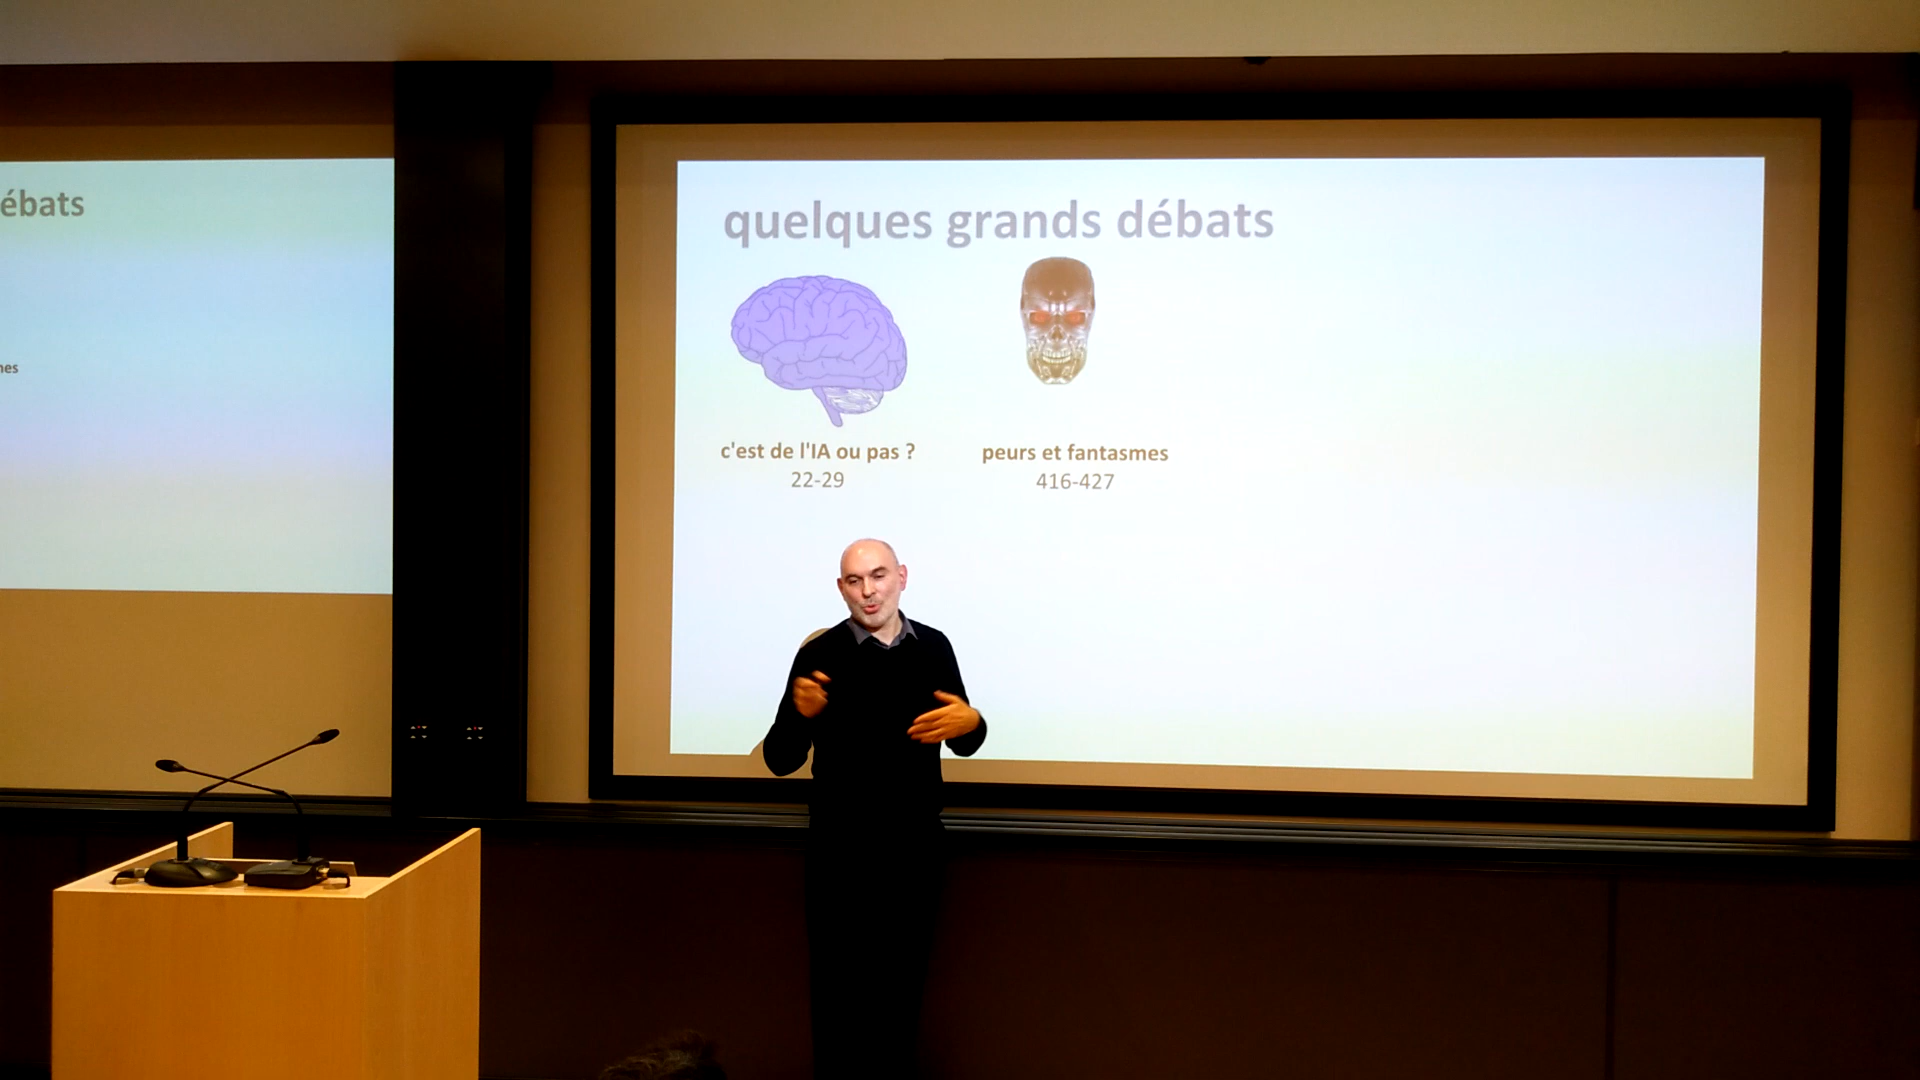 ébats
nes
quelques grands débats
c'est de l'IA ou pas ?
22-29
peurs et fantasmes
416-427